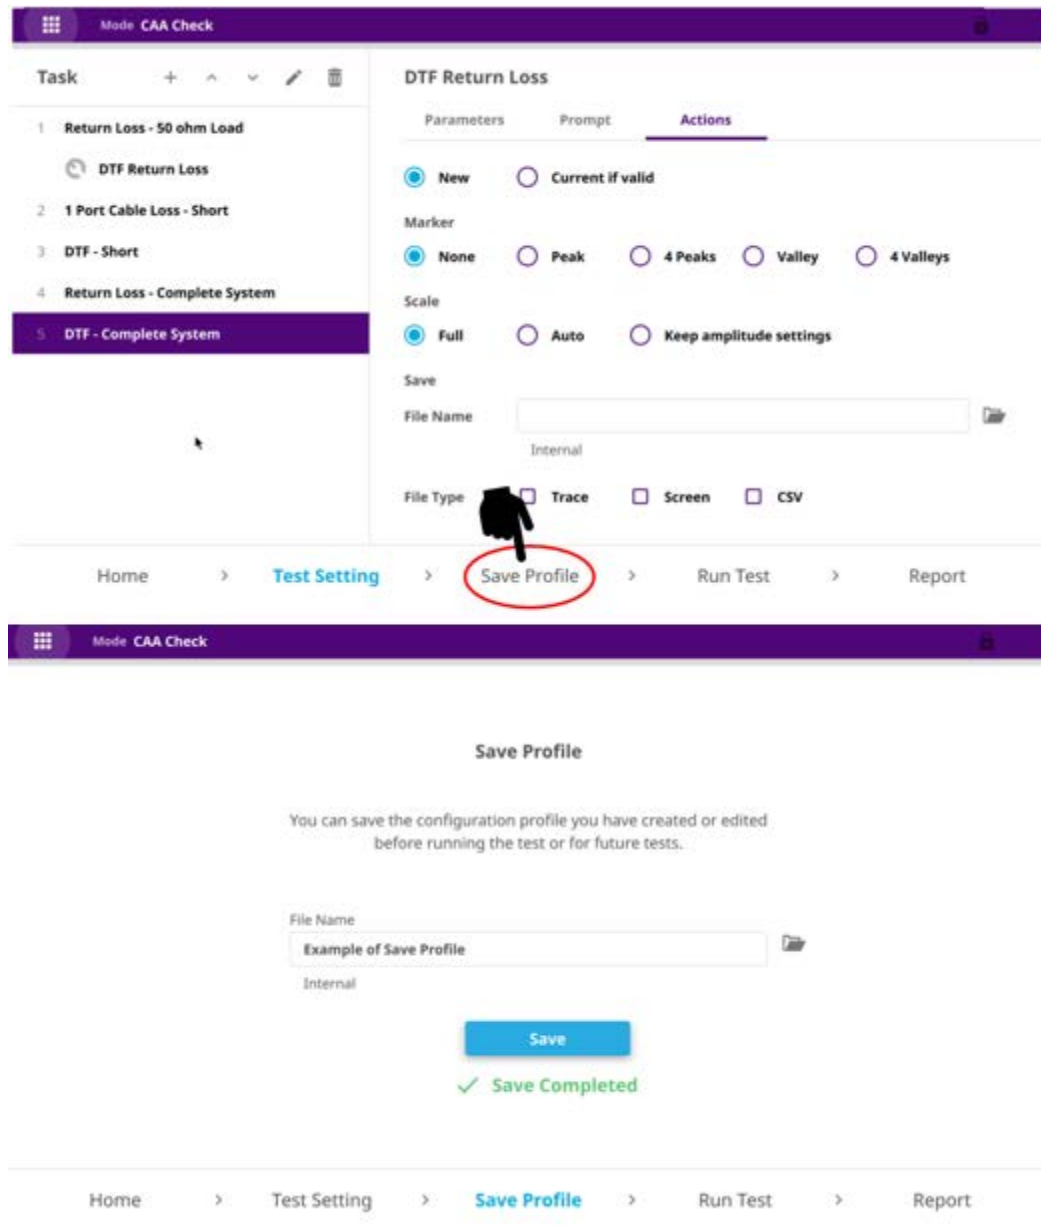 Mode CAA Check
Task
1 Return Loss - 50 ohm Load
DTF Return Loss
2 1 Port Cable Loss - Short
3 DTF - Short
4 Return Loss - Complete System
5 DTF - Complete System
DTF Return Loss
Parameters Prompt Actions
New Current if valid
Marker
None Peak 4 Peaks Valley 4 Valleys
Scale
Full Auto Keep amplitude settings
Save
File Name
Internal
File Type Trace Screen CSV
Home > Test Setting > Save Profile > Run Test > Report
Mode CAA Check
Save Profile
You can save the configuration profile you have created or edited
before running the test or for future tests.
File Name
Example of Save Profile
Internal
Save
Save Completed
Home > Test Setting > Save Profile > Run Test > Report